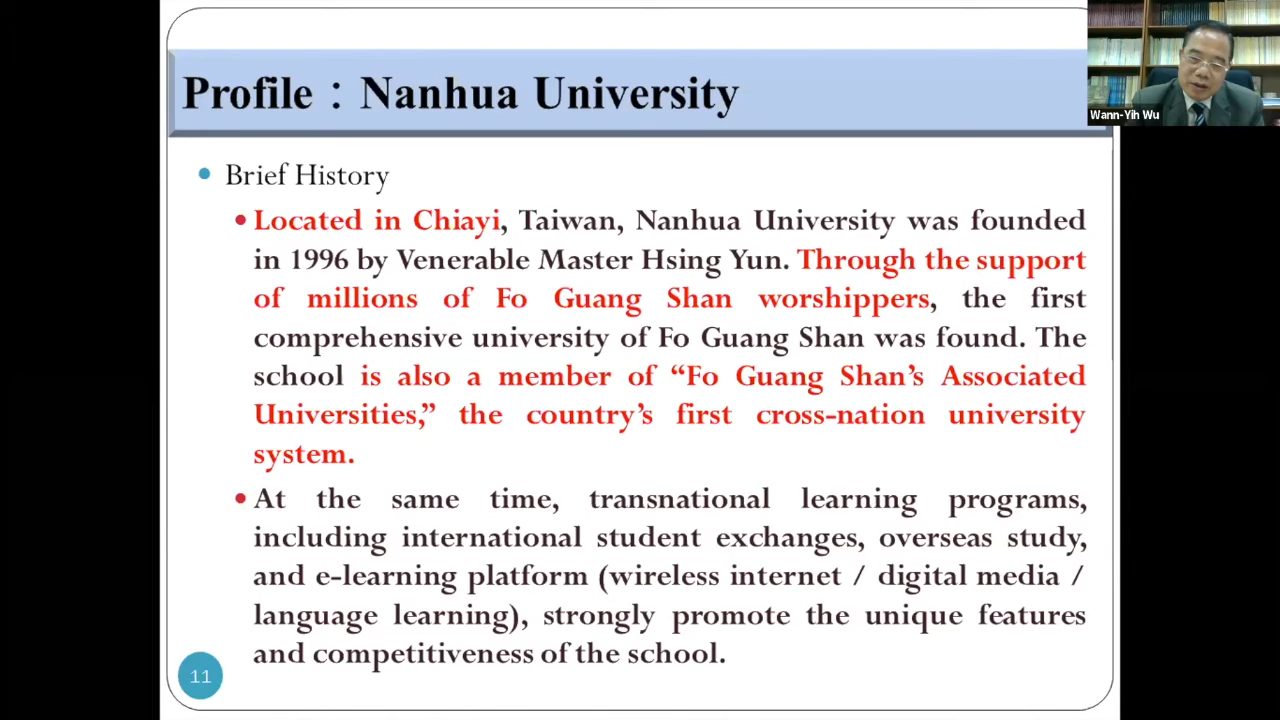 Profile：Nanhua University
Wann-Yih Wu
Brief History
Located in Chiayi, Taiwan, Nanhua University was founded
in 1996 by Venerable Master Hsing Yun. Through the support
of millions of Fo Guang Shan worshippers, the first
comprehensive university of Fo Guang Shan was found. The
school is also a member of “Fo Guang Shan’s Associated
Universities,” the country’s first cross-nation university
system.
At the same time, transnational learning programs,
including international student exchanges, overseas study,
and e-learning platform (wireless internet / digital media /
language learning), strongly promote the unique features
and competitiveness of the school.
11